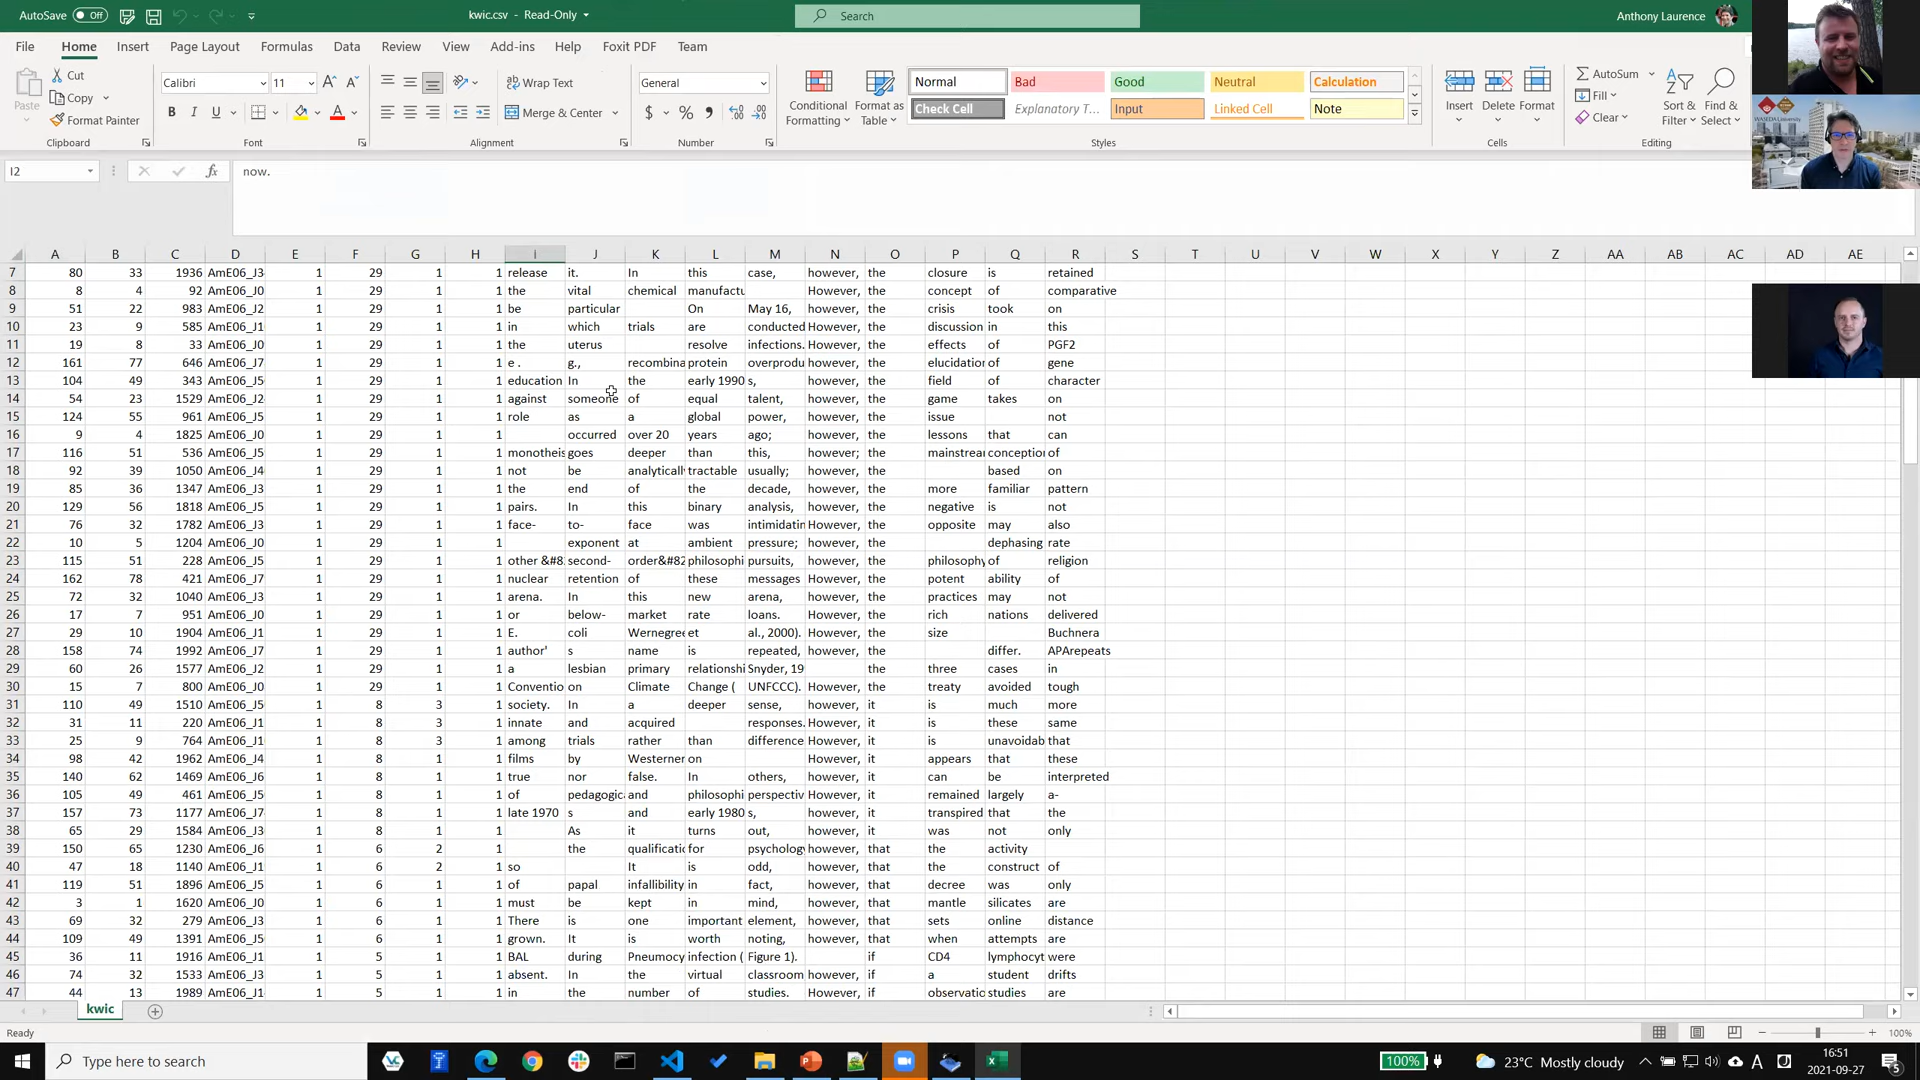 AutoSave Off kwic.csv - Read-Only Search Anthony Laurence
File Home Insert Page Layout Formulas Data Review View Add-ins Help Foxit PDF Team
Paste Cut Copy Format Painter Clipboard
Calibri 11 Font
Wrap Text Merge & Center Alignment
General Number
Conditional Formatting Format as Table Normal Bad Good Neutral Calculation
Check Cell Explanatory T... Input Linked Cell Note
Styles
Insert Delete Format Cells
AutoSum Fill Clear Sort & Filter Find & Select Editing
WASEDA University
I2 fx now.
A B C D E F G H I J K L M N O P Q R S T U V W X Y Z AA AB AC AD AE
7 80 33 1936 AmE06_J3 1 29 1 1 release it. In this case, however, the closure is retained
8 8 4 92 AmE06_J0 1 29 1 1 the vital chemical manufactu However, the concept of comparative
9 51 22 983 AmE06_J2 1 29 1 1 be particular On May 16, however, the crisis took on
10 23 9 585 AmE06_J1 1 29 1 1 in which trials are conducted However, the discussion in this
11 19 8 33 AmE06_J0 1 29 1 1 the uterus resolve infections. However, the effects of PGF2
12 161 77 646 AmE06_J7 1 29 1 1 e . g., recombina protein overprodu however, the elucidation of gene
13 104 49 343 AmE06_J5 1 29 1 1 education In the early 1990 s, however, the field of character
14 54 23 1529 AmE06_J2 1 29 1 1 against someone of equal talent, however, the game takes on
15 124 55 961 AmE06_J5 1 29 1 1 role as a global power, however, the issue not
16 9 4 1825 AmE06_J0 1 29 1 1 occurred over 20 years ago; however, the lessons that can
17 116 51 536 AmE06_J5 1 29 1 1 monotheis goes deeper than this, however; the mainstream conception of
18 92 39 1050 AmE06_J4 1 29 1 1 not be analytically tractable usually; however, the based on
19 85 36 1347 AmE06_J3 1 29 1 1 the end of the decade, however, the more familiar pattern
20 129 56 1818 AmE06_J5 1 29 1 1 pairs. In this binary analysis, however, the negative is not
21 76 32 1782 AmE06_J3 1 29 1 1 face- to- face was intimidatin However, the opposite may also
22 10 5 1204 AmE06_J0 1 29 1 1 exponent at ambient pressure; however, the dephasing rate
23 115 51 228 AmE06_J5 1 29 1 1 other &#8 second- order&#82 philosophi pursuits, however, the philosophy of religion
24 162 78 421 AmE06_J7 1 29 1 1 nuclear retention of these messages However, the potent ability of
25 72 32 1040 AmE06_J3 1 29 1 1 arena. In this new arena, however, the practices may not
26 17 7 951 AmE06_J0 1 29 1 1 or below- market rate loans. However, the rich nations delivered
27 29 10 1904 AmE06_J1 1 29 1 1 E. coli Wernegree et al., 2000). However, the size Buchnera
28 158 74 1992 AmE06_J7 1 29 1 1 author' s name is repeated, however, the differ. APArepeats
29 60 26 1577 AmE06_J2 1 29 1 1 a lesbian primary relationshi Snyder, 19 the three cases in
30 15 7 800 AmE06_J0 1 29 1 1 Conventio on Climate Change ( UNFCCC). However, the treaty avoided tough
31 110 49 1510 AmE06_J5 1 8 3 1 society. In a deeper sense, however, it is much more
32 31 11 220 AmE06_J1 1 8 3 1 innate and acquired responses. However, it is these same
33 25 9 764 AmE06_J1 1 8 3 1 among trials rather than difference However, it is unavoidab that
34 98 42 1962 AmE06_J4 1 8 1 1 films by Westerner on However, it appears that these
35 140 62 1469 AmE06_J6 1 8 1 1 true nor false. In others, however, it can be interpreted
36 105 49 461 AmE06_J5 1 8 1 1 of pedagogica and philosophi perspectiv However, it remained largely a-
37 157 73 1177 AmE06_J7 1 8 1 1 late 1970 s and early 1980 s, however, it transpired that the
38 65 29 1584 AmE06_J3 1 8 1 1 As it turns out, however, it was not only
39 150 65 1230 AmE06_J6 1 6 2 1 the qualificatio for psycholog however, that the activity
40 47 18 1140 AmE06_J1 1 6 2 1 so It is odd, however, that the construct of
41 119 51 1896 AmE06_J5 1 6 1 1 of papal infallibility in fact, however, that decree was only
42 3 1 1620 AmE06_J0 1 6 1 1 must be kept in mind, however, that mantle silicates are
43 69 32 279 AmE06_J3 1 6 1 1 There is one important element, however, that sets online distance
44 109 49 1391 AmE06_J5 1 6 1 1 grown. It is worth noting, however, that when attempts are
45 36 11 1916 AmE06_J1 1 5 1 1 BAL during Pneumocy infection ( Figure 1). if CD4 lymphocyt were
46 74 32 1533 AmE06_J3 1 5 1 1 absent. In the virtual classroom however, if a student drifts
47 44 13 1989 AmE06_J1 1 5 1 1 in the number of studies. However, if observatio studies are
kwic
Ready 100%
Type here to search 100% 23°C Mostly cloudy A 16:51
2021-09-27 5